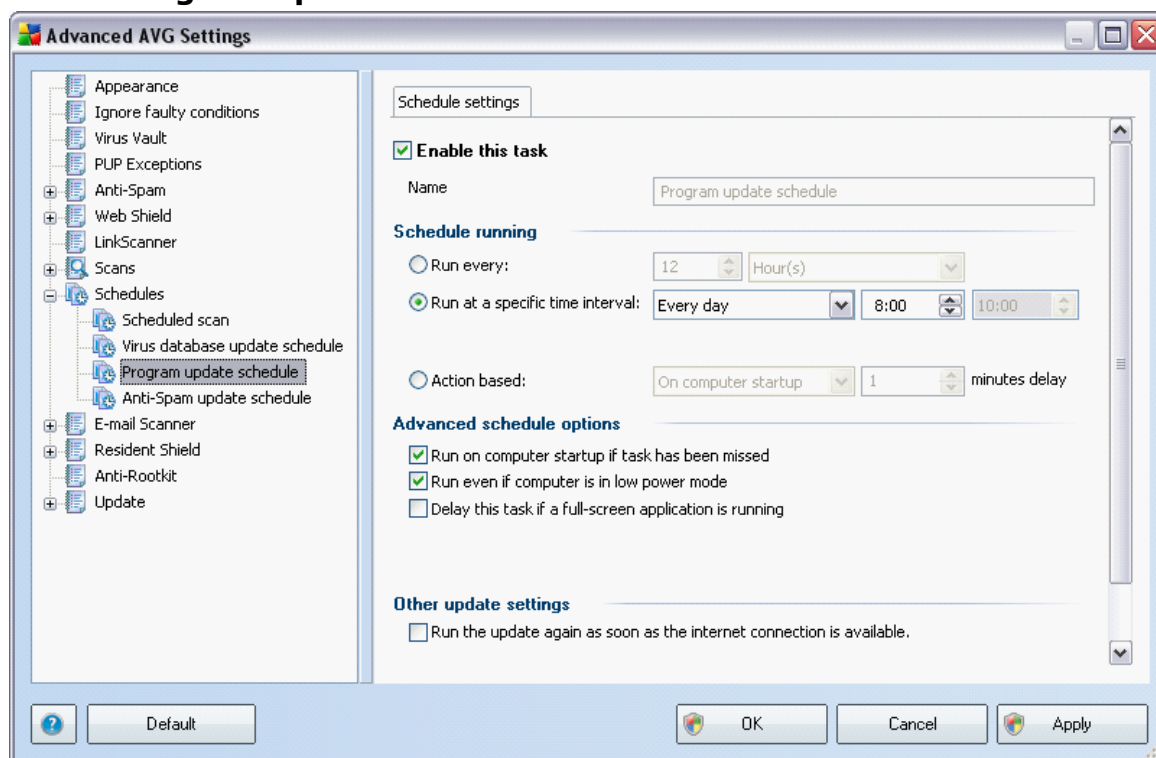 Advanced AVG Settings
Appearance
Ignore faulty conditions
Virus Vault
PUP Exceptions
Anti-Spam
Web Shield
LinkScanner
Scans
Schedules
Scheduled scan
Virus database update schedule
Program update schedule
Anti-Spam update schedule
E-mail Scanner
Resident Shield
Anti-Rootkit
Update
Schedule settings
Enable this task
Name Program update schedule
Schedule running
Run every: 12 Hour(s)
Run at a specific time interval: Every day 8:00 10:00
Action based: On computer startup 1 minutes delay
Advanced schedule options
Run on computer startup if task has been missed
Run even if computer is in low power mode
Delay this task if a full-screen application is running
Other update settings
Run the update again as soon as the internet connection is available.
Default OK Cancel Apply